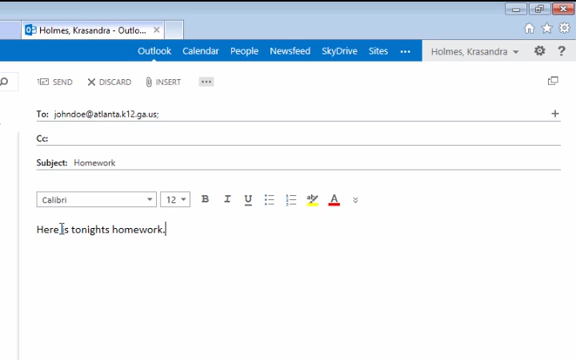 Holmes, Krasandra - Outlo...
Outlook Calendar People Newsfeed SkyDrive Sites ... Holmes, Krasandra ?
SEND DISCARD INSERT ...
To: johndoe@atlanta.k12.ga.us; +
Cc:
Subject: Homework
Calibri 12 B I U A
Here is tonights homework.